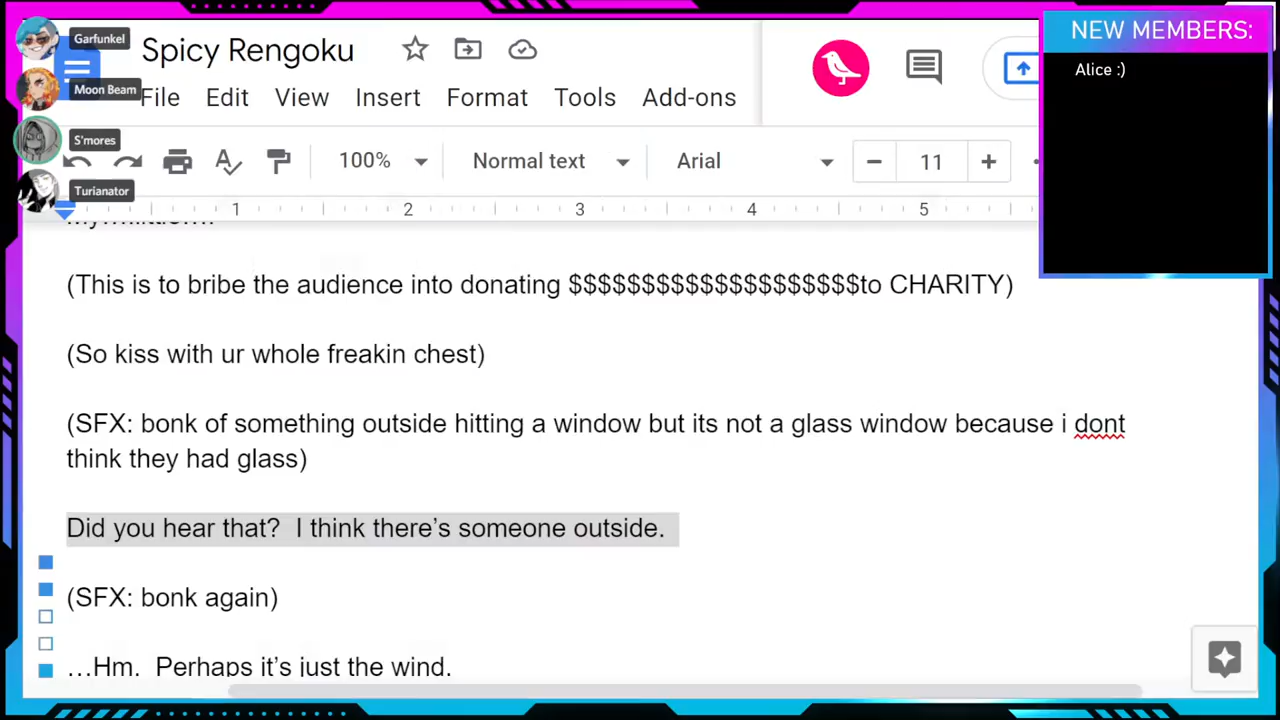 Garfunkel
Moon Beam
S'mores
Turianator
Spicy Rengoku
File Edit View Insert Format Tools Add-ons
100% Normal text Arial 11
1 2 3 4 5
NEW MEMBERS:
Alice :)
(This is to bribe the audience into donating $$$$$$$$$$$$$$$$$$$$to CHARITY)
(So kiss with ur whole freakin chest)
(SFX: bonk of something outside hitting a window but its not a glass window because i dont
think they had glass)
Did you hear that?  I think there’s someone outside.
(SFX: bonk again)
…Hm.  Perhaps it’s just the wind.